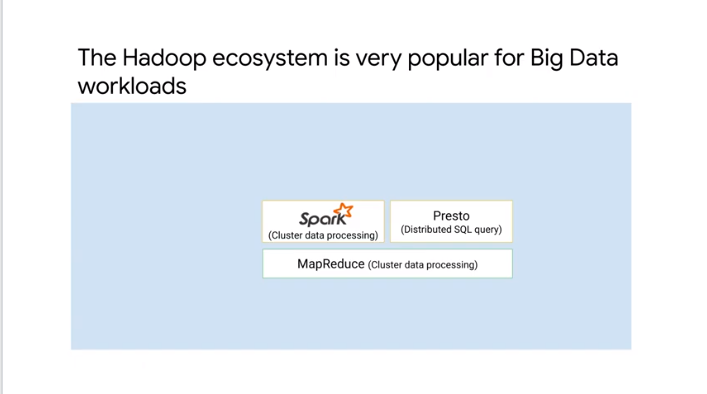 The Hadoop ecosystem is very popular for Big Data
workloads
Spark
(Cluster data processing)
Presto
(Distributed SQL query)
MapReduce (Cluster data processing)